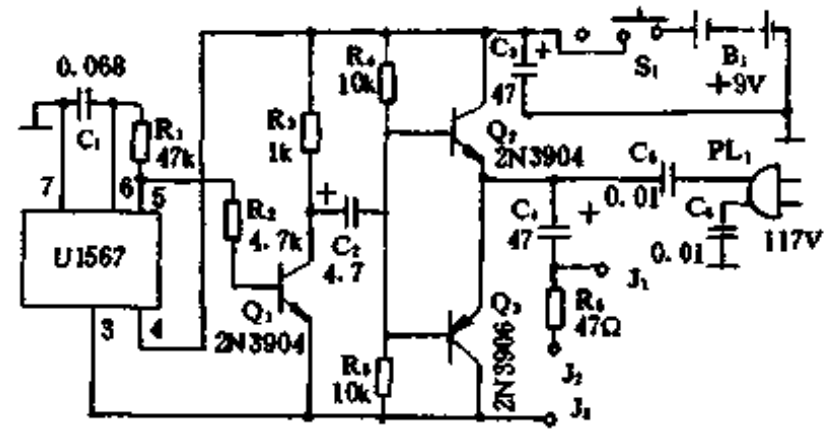 0.068
C₁
R₁
47k
7
6
5
U1567
3
4
R₂
4.7k
Q₁
2N3904
R₃
1k
C₂
4.7
R₄
10k
R₅
10k
C₃
47
Q₂
2N3904
Q₃
2N3906
S₁
B₁
+9V
C₄
47
C₅
0.01
C₆
0.01
PL₁
117V
R₆
47Ω
J₁
J₂
J₃